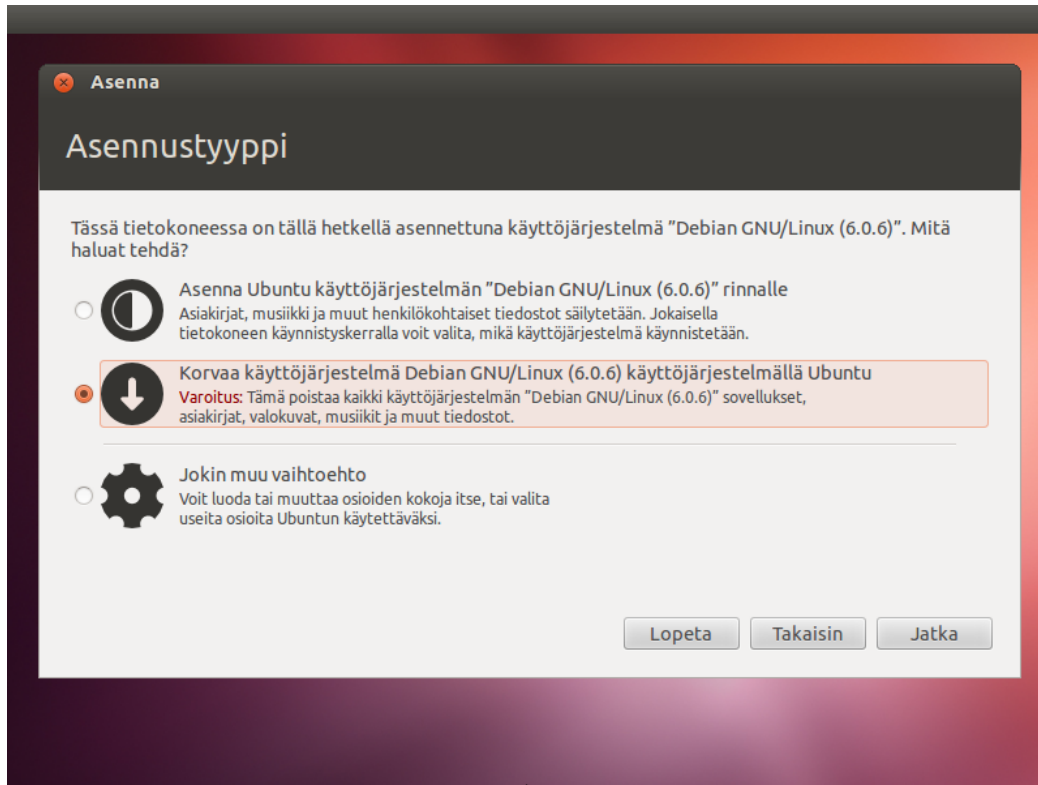 Asenna
Asennustyyppi
Tässä tietokoneessa on tällä hetkellä asennettuna käyttöjärjestelmä ”Debian GNU/Linux (6.0.6)”. Mitä
haluat tehdä?
Asenna Ubuntu käyttöjärjestelmän ”Debian GNU/Linux (6.0.6)” rinnalle
Asiakirjat, musiikki ja muut henkilökohtaiset tiedostot säilytetään. Jokaisella
tietokoneen käynnistyskerralla voit valita, mikä käyttöjärjestelmä käynnistetään.
Korvaa käyttöjärjestelmä Debian GNU/Linux (6.0.6) käyttöjärjestelmällä Ubuntu
Varoitus: Tämä poistaa kaikki käyttöjärjestelmän ”Debian GNU/Linux (6.0.6)” sovellukset,
asiakirjat, valokuvat, musiikit ja muut tiedostot.
Jokin muu vaihtoehto
Voit luoda tai muuttaa osioiden kokoja itse, tai valita
useita osioita Ubuntun käytettäväksi.
Lopeta Takaisin Jatka